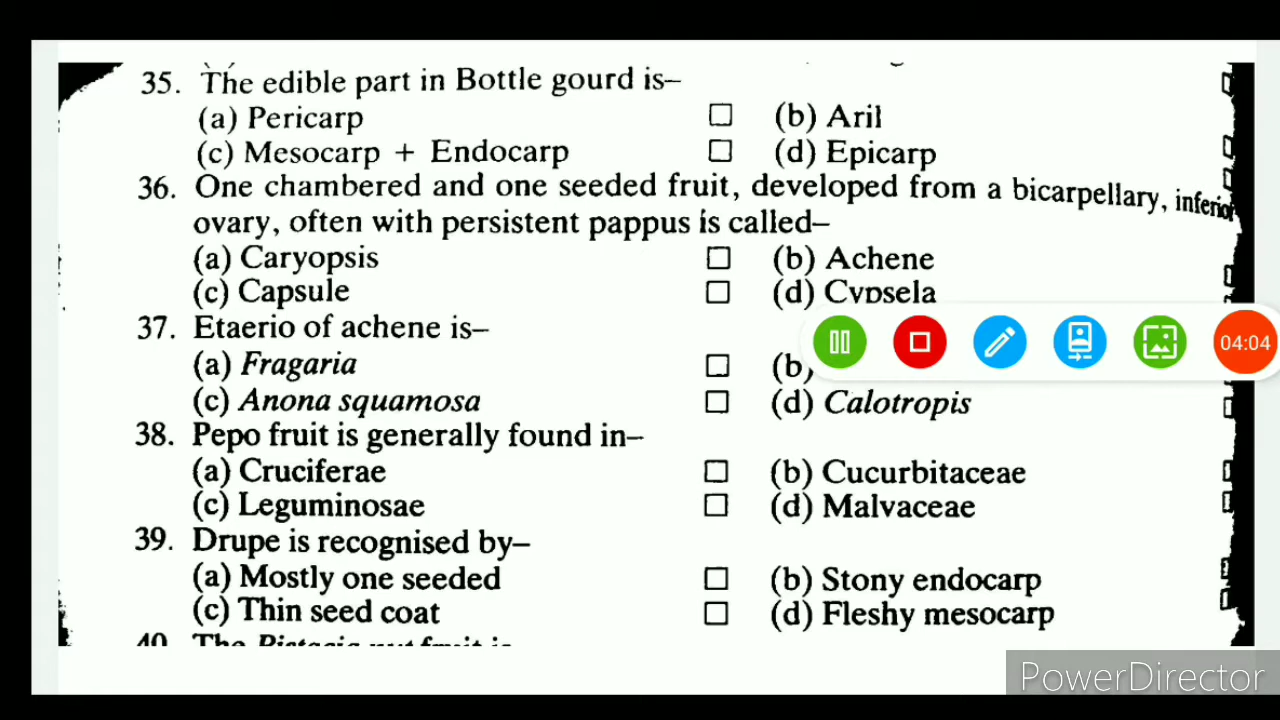 35. The edible part in Bottle gourd is–
(a) Pericarp □ (b) Aril
(c) Mesocarp + Endocarp □ (d) Epicarp
36. One chambered and one seeded fruit, developed from a bicarpellary, inferior
ovary, often with persistent pappus is called–
(a) Caryopsis □ (b) Achene
(c) Capsule □ (d) Cypsela
37. Etaerio of achene is–
(a) Fragaria □ (b)
(c) Anona squamosa □ (d) Calotropis
04:04
38. Pepo fruit is generally found in–
(a) Cruciferae □ (b) Cucurbitaceae
(c) Leguminosae □ (d) Malvaceae
39. Drupe is recognised by–
(a) Mostly one seeded □ (b) Stony endocarp
(c) Thin seed coat □ (d) Fleshy mesocarp
40. The
PowerDirector